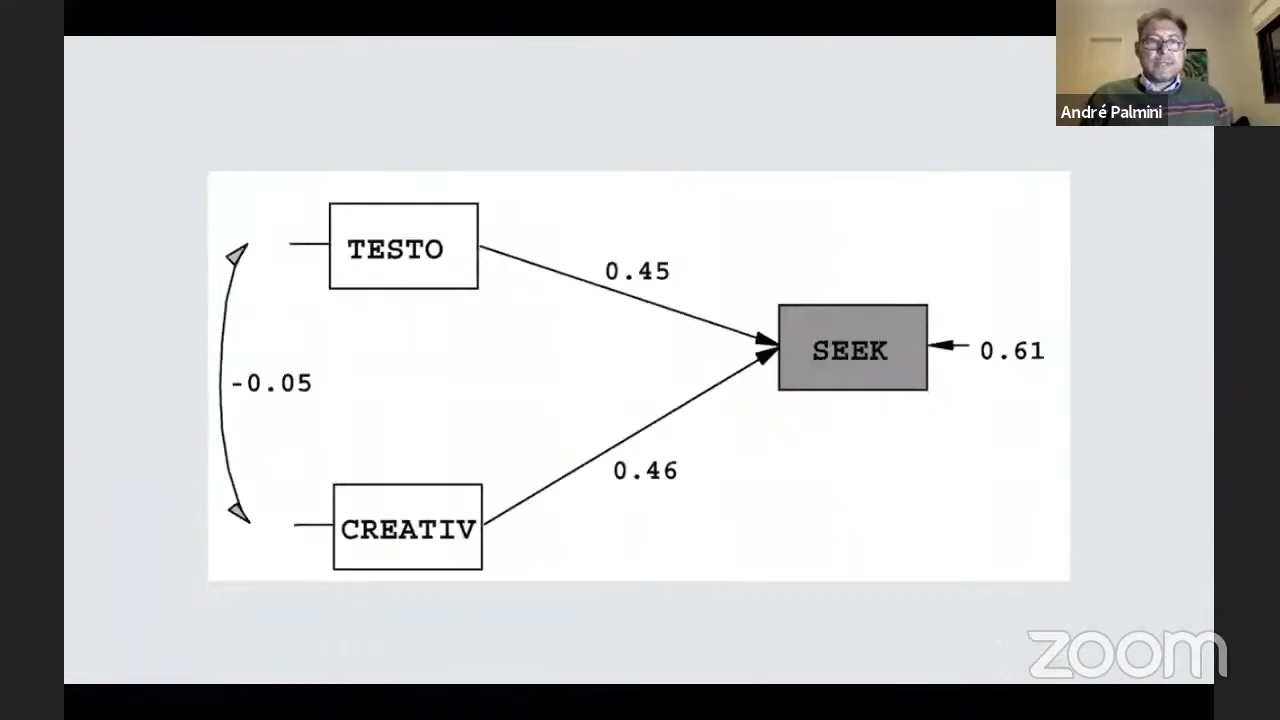 André Palmini
TESTO
0.45
SEEK
0.61
-0.05
0.46
CREATIV
zoom